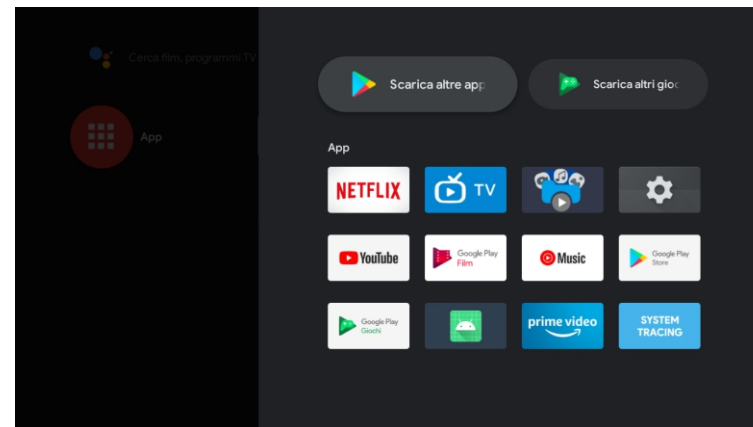 Cerca film, programmi TV
App
Scarica altre app
Scarica altri gioc
App
NETFLIX
TV
YouTube
Google Play
Film
Music
Google Play
Store
Google Play
Giochi
prime video
SYSTEM
TRACING